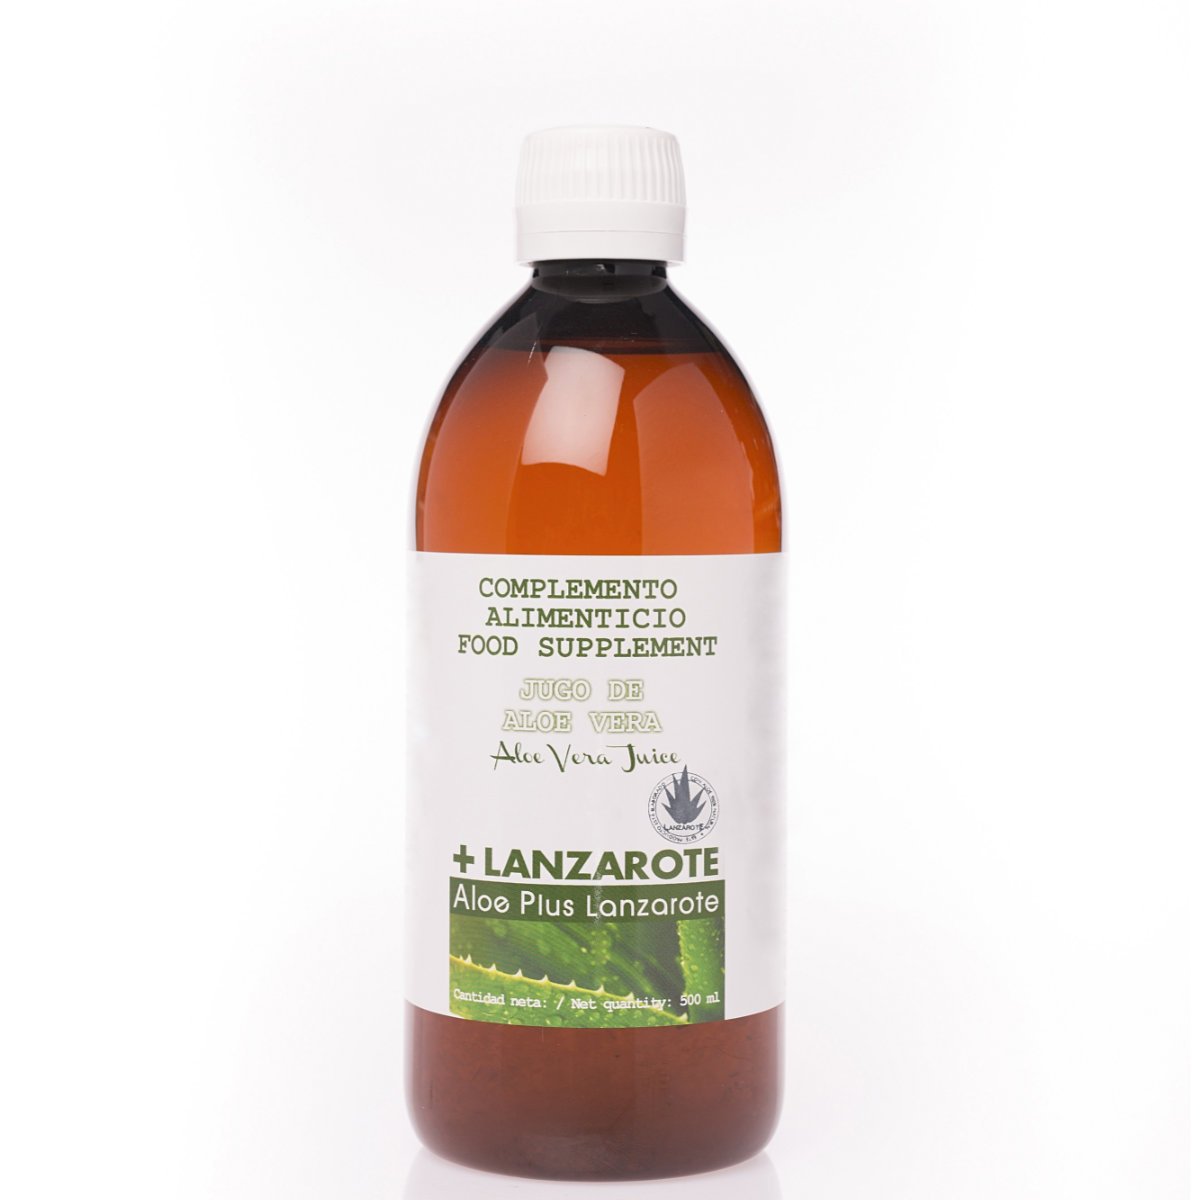 COMPLEMENTO
ALIMENTICIO
FOOD SUPPLEMENT
JUGO DE
ALOE VERA
Aloe Vera Juice
LANZAROTE
+ LANZAROTE
Aloe Plus Lanzarote
Cantidad neta: / Net quantity: 500 ml